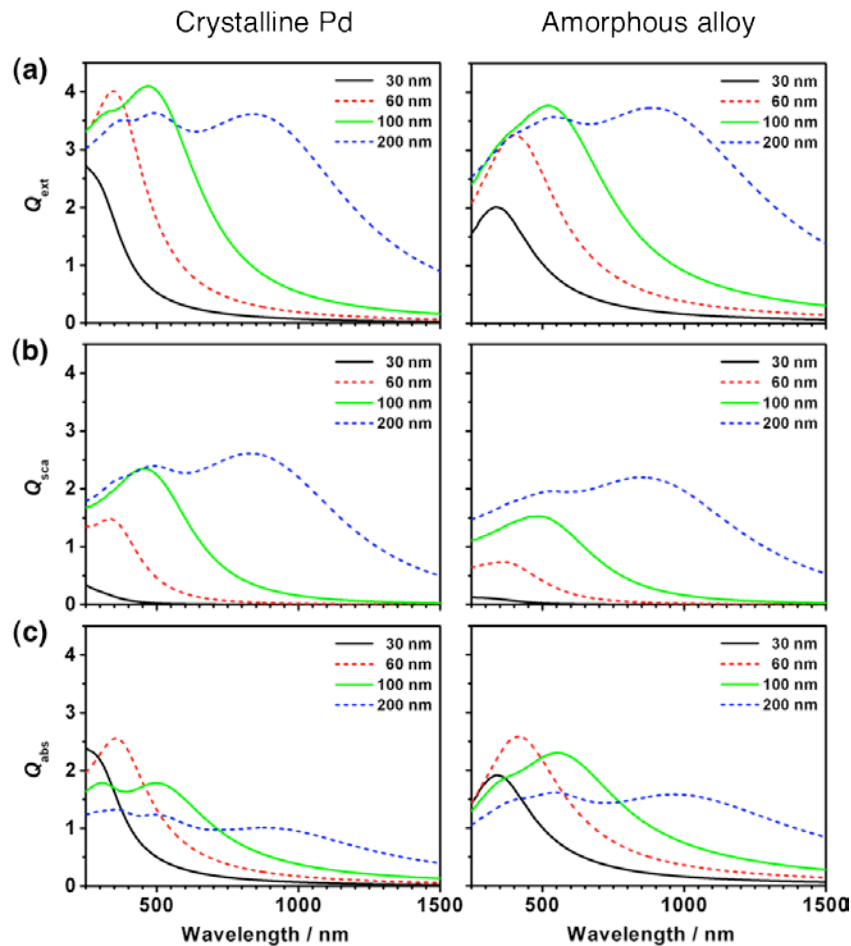 Crystalline Pd Amorphous alloy
(a)
30 nm
60 nm
100 nm
200 nm
30 nm
60 nm
100 nm
200 nm
4
3
2
1
0
Qext
(b)
30 nm
60 nm
100 nm
200 nm
30 nm
60 nm
100 nm
200 nm
4
3
2
1
0
Qsca
(c)
30 nm
60 nm
100 nm
200 nm
30 nm
60 nm
100 nm
200 nm
4
3
2
1
0
Qabs
500 1000 1500 500 1000 1500
Wavelength / nm Wavelength / nm